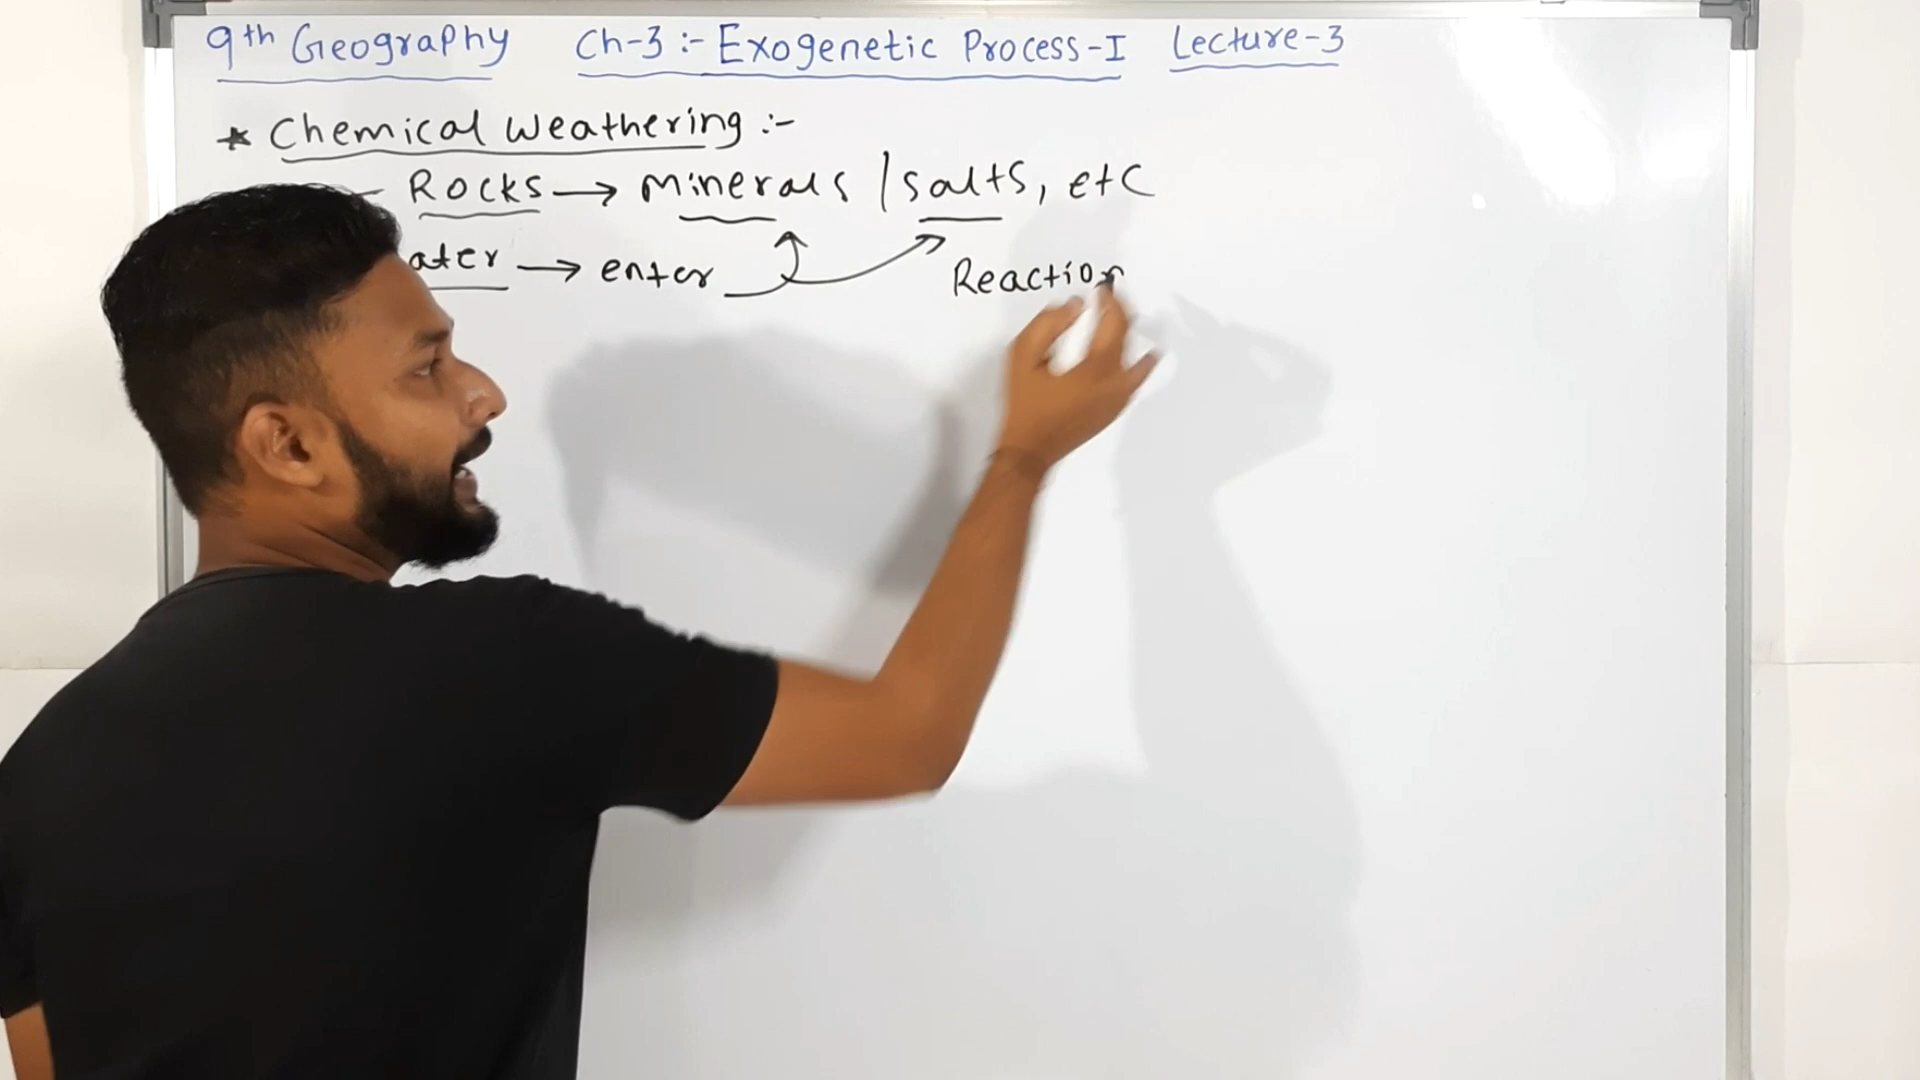 9th Geography Ch-3 :- Exogenetic Process-I Lecture-3
* Chemical Weathering :-
- Rocks → Minerals / Salts, etc
ater → enter
Reaction